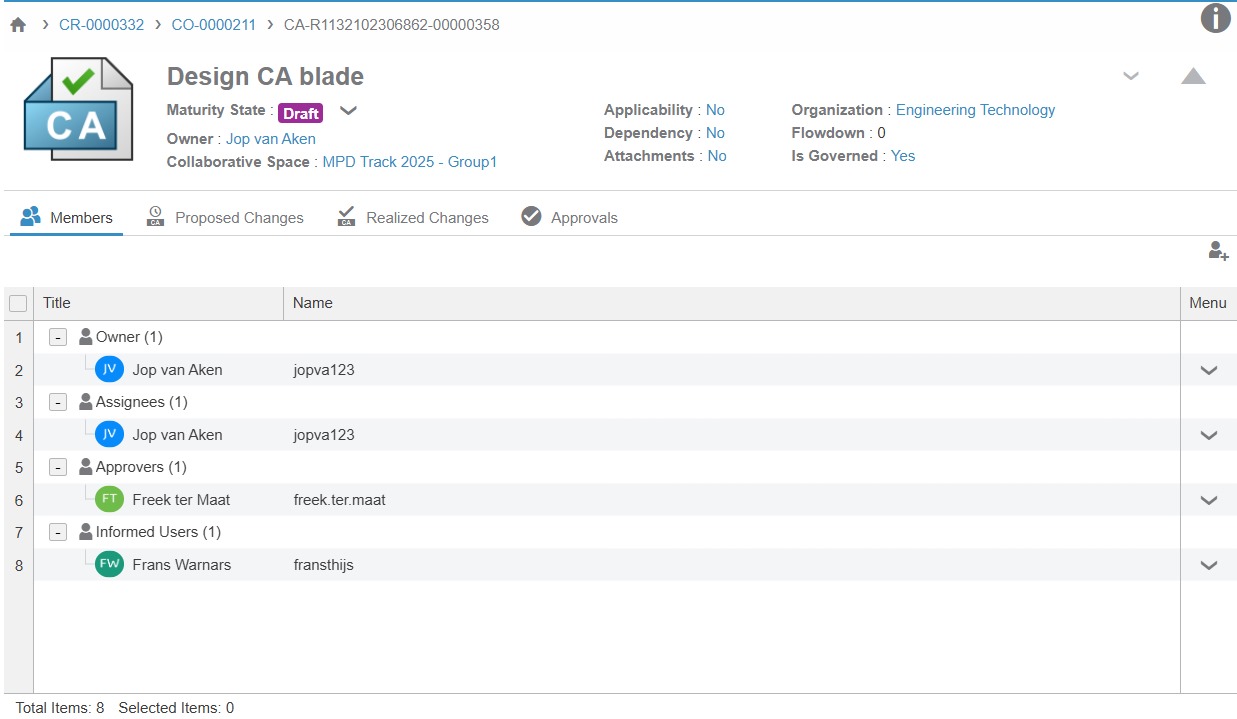 CR-0000332 > CO-0000211 > CA-R1132102306862-00000358
i
Design CA blade
CA
Maturity State : Draft
Owner : Jop van Aken
Collaborative Space : MPD Track 2025 - Group1
Applicability : No
Dependency : No
Attachments : No
Organization : Engineering Technology
Flowdown : 0
Is Governed : Yes
Members CA Proposed Changes CA Realized Changes Approvals
Title Name Menu
1 - Owner (1)
2 JV Jop van Aken jopva123
3 - Assignees (1)
4 JV Jop van Aken jopva123
5 - Approvers (1)
6 FT Freek ter Maat freek.ter.maat
7 - Informed Users (1)
8 FW Frans Warnars fransthijs
Total Items: 8 Selected Items: 0